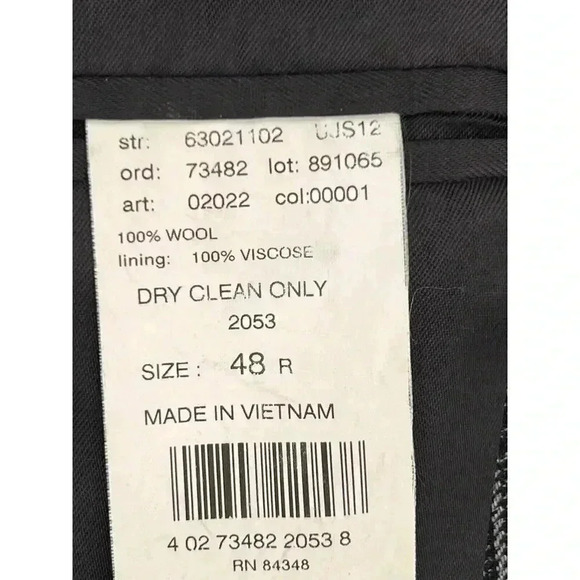 str: 63021102 UJS12
ord: 73482 lot: 891065
art: 02022 col:00001
100% WOOL
lining: 100% VISCOSE
DRY CLEAN ONLY
2053
SIZE : 48 R
MADE IN VIETNAM
4 02 73482 2053 8
RN 84348